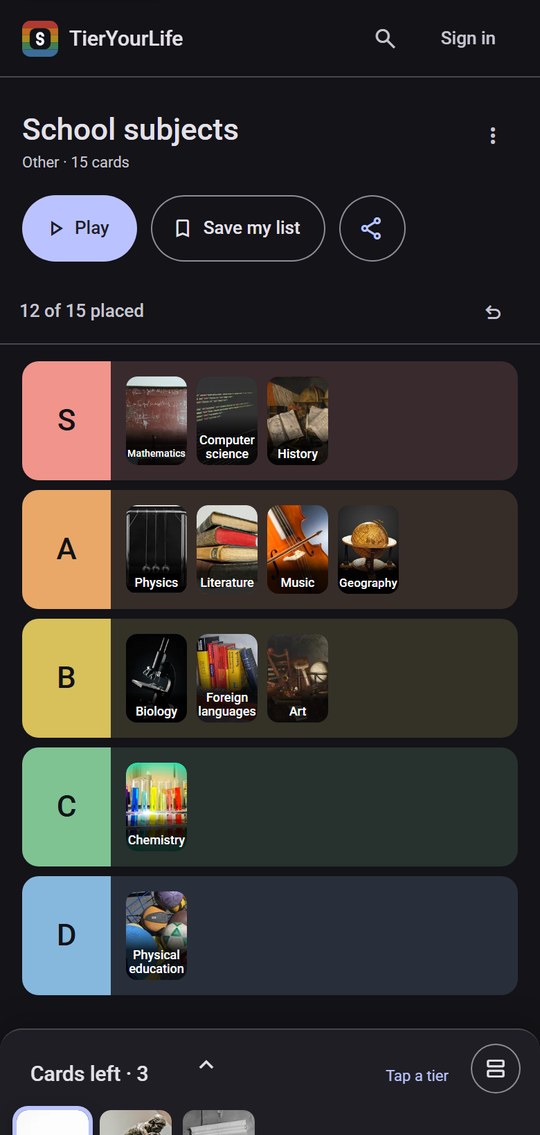 S
TierYourLife
Sign in
School subjects
Other · 15 cards
Play
Save my list
12 of 15 placed
S
Mathematics
Computer
science
History
A
Physics
Literature
Music
Geography
B
Biology
Foreign
languages
Art
C
Chemistry
D
Physical
education
Cards left · 3
Tap a tier